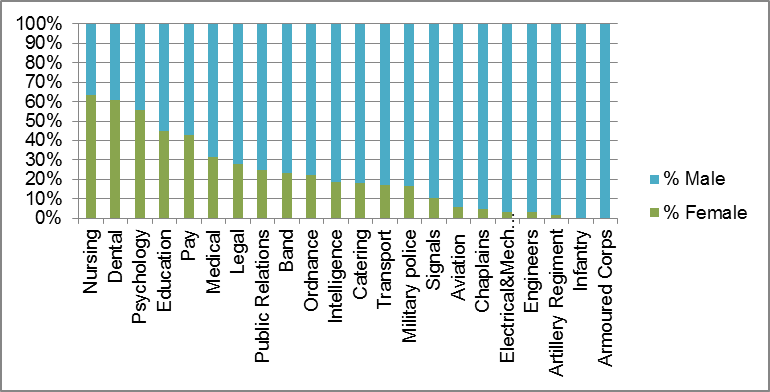 100%
90%
80%
70%
60%
50%
40%
30%
20%
10%
0%
Nursing
Dental
Psychology
Education
Pay
Medical
Legal
Public Relations
Band
Ordnance
Intelligence
Catering
Transport
Military police
Signals
Aviation
Chaplains
Electrical&Mech...
Engineers
Artillery Regiment
Infantry
Armoured Corps
% Male
% Female